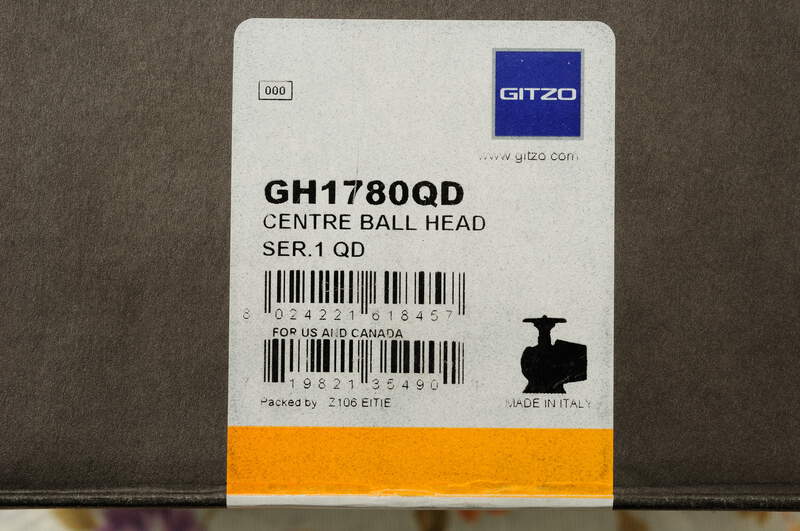 000
GITZO
www.gitzo.com
GH1780QD
CENTRE BALL HEAD
SER.1 QD
8 024221 618457
FOR US AND CANADA
7 19821 35490 1
Packed by Z106 EITIE
MADE IN ITALY